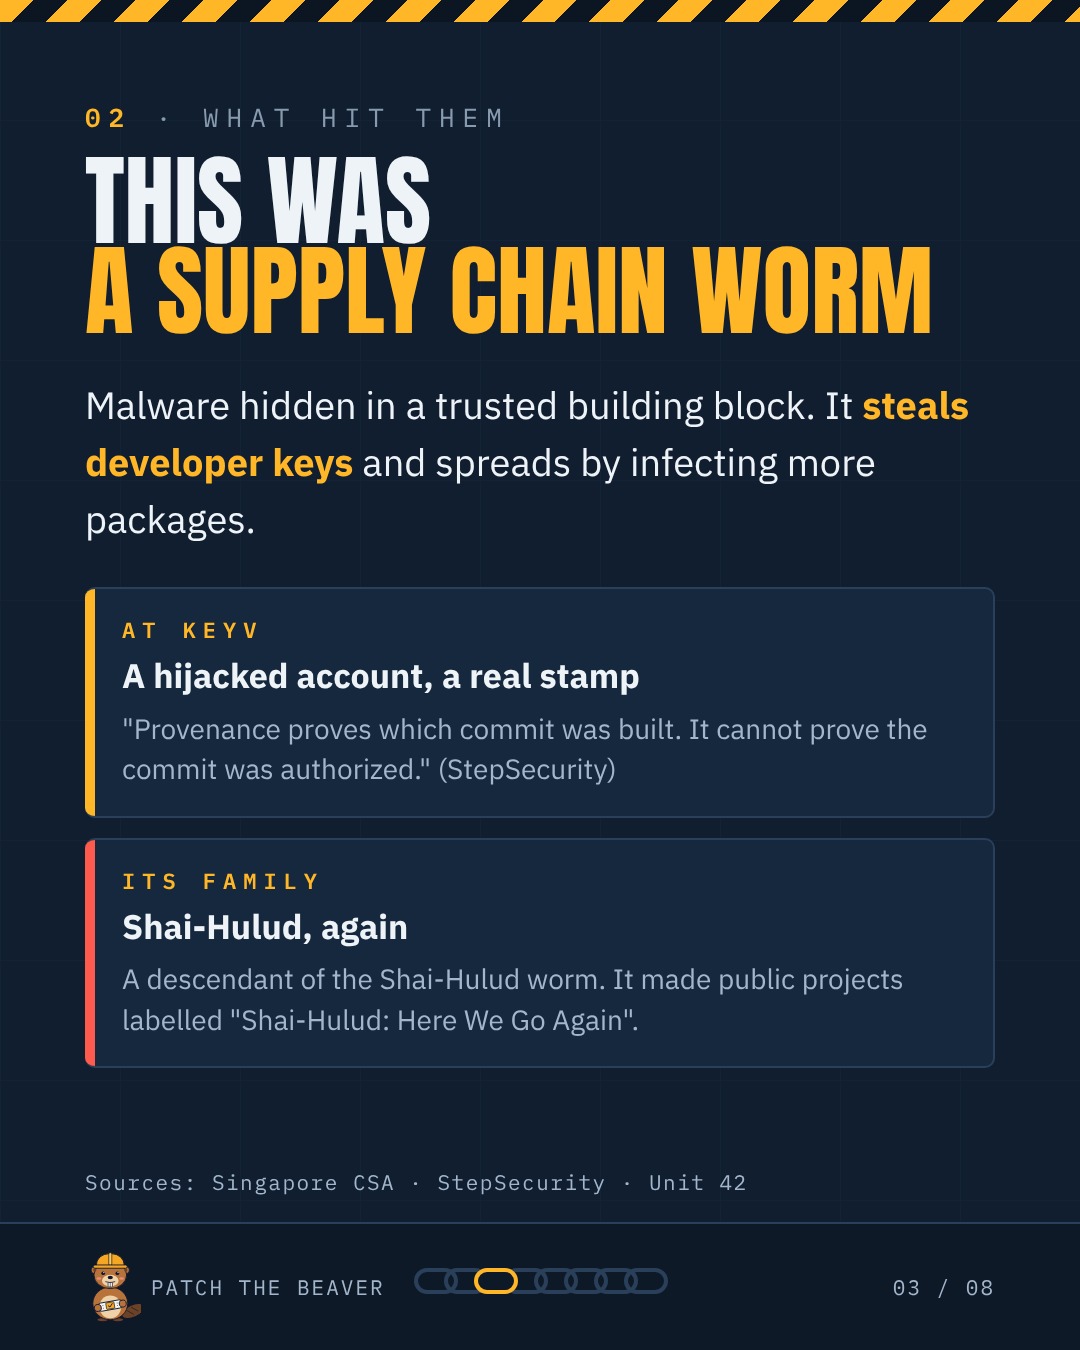 02 · WHAT HIT THEM
THIS WAS
A SUPPLY CHAIN WORM
Malware hidden in a trusted building block. It steals
developer keys and spreads by infecting more
packages.
AT KEYV
A hijacked account, a real stamp
"Provenance proves which commit was built. It cannot prove the
commit was authorized." (StepSecurity)
ITS FAMILY
Shai-Hulud, again
A descendant of the Shai-Hulud worm. It made public projects
labelled "Shai-Hulud: Here We Go Again".
Sources: Singapore CSA · StepSecurity · Unit 42
PATCH THE BEAVER
03 / 08